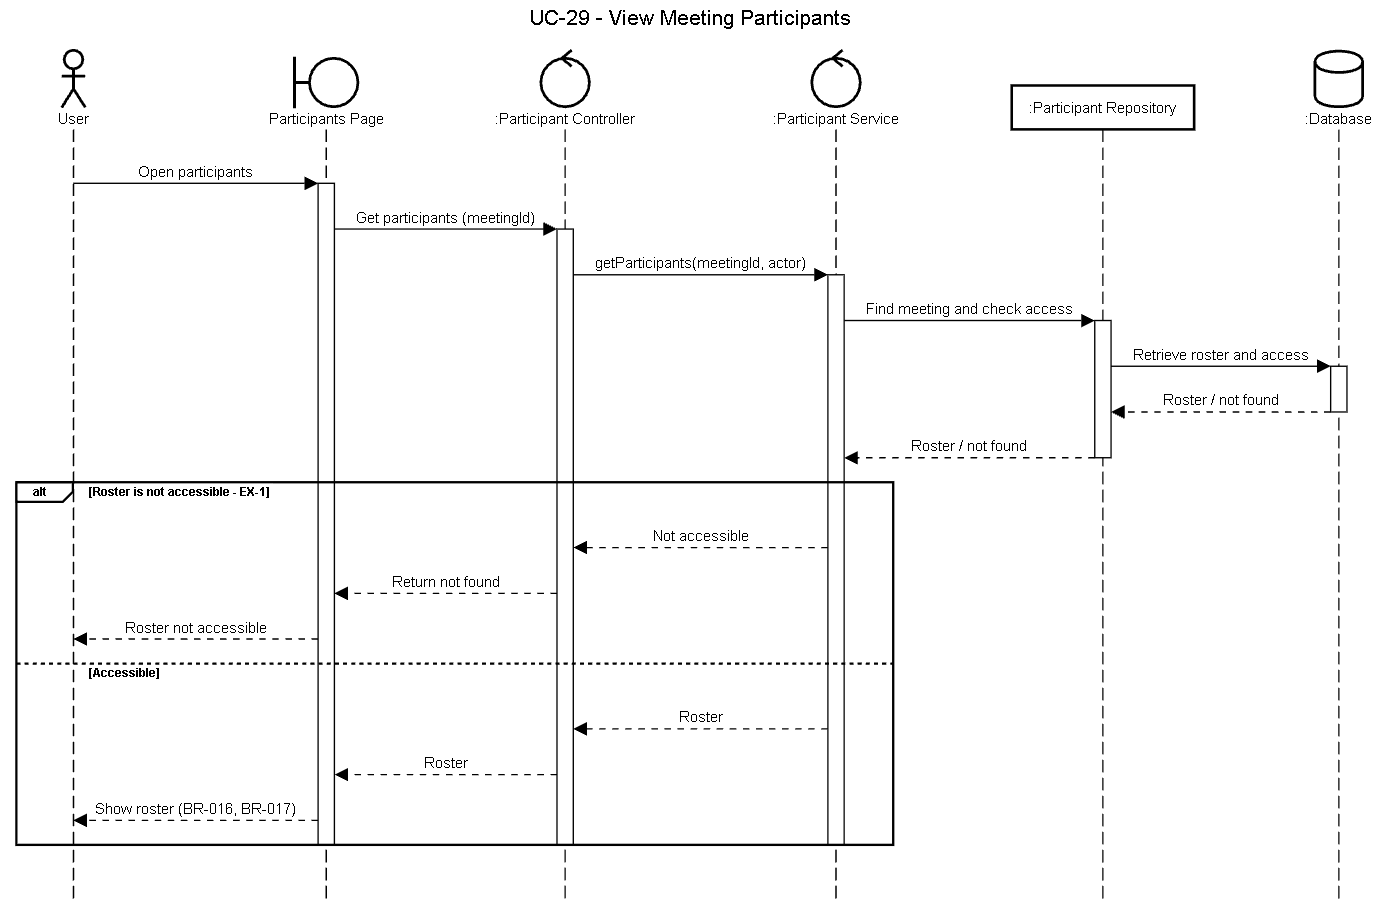 UC-29 - View Meeting Participants
User
Participants Page
:Participant Controller
:Participant Service
:Participant Repository
:Database
Open participants
Get participants (meetingId)
getParticipants(meetingId, actor)
Find meeting and check access
Retrieve roster and access
Roster / not found
Roster / not found
alt
[Roster is not accessible - EX-1]
Not accessible
Return not found
Roster not accessible
[Accessible]
Roster
Roster
Show roster (BR-016, BR-017)